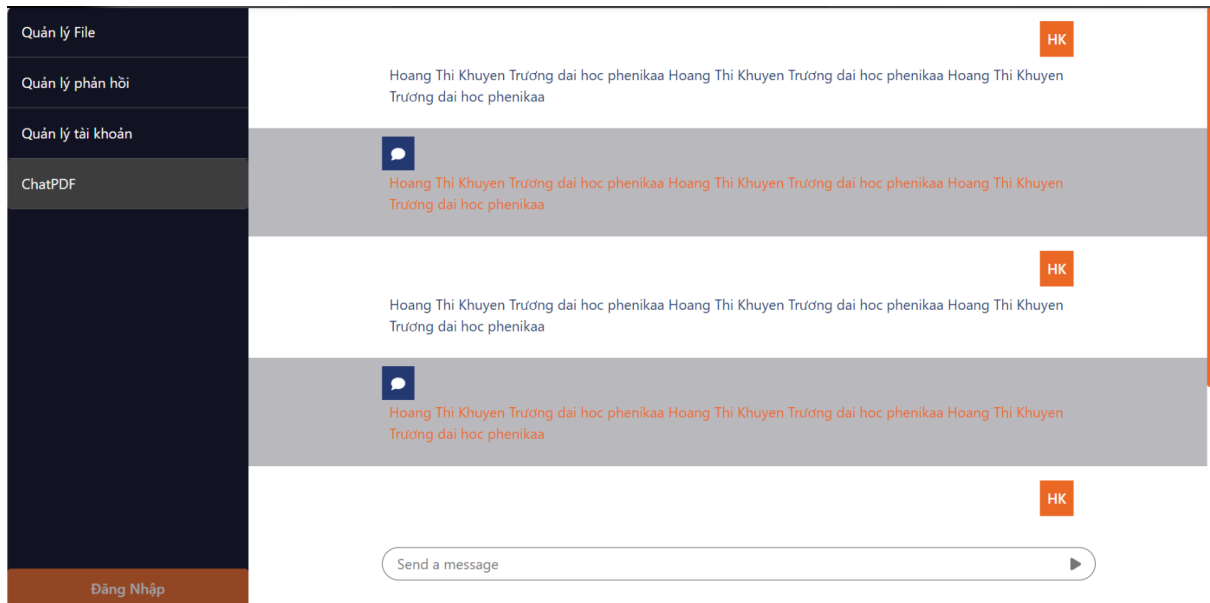 Quản lý File
Quản lý phản hồi
Quản lý tài khoản
ChatPDF
Đăng Nhập
HK
Hoang Thi Khuyen Trương dai hoc phenikaa Hoang Thi Khuyen Trương dai hoc phenikaa Hoang Thi Khuyen
Trương dai hoc phenikaa
Hoang Thi Khuyen Trương dai hoc phenikaa Hoang Thi Khuyen Trương dai hoc phenikaa Hoang Thi Khuyen
Trương dai hoc phenikaa
HK
Hoang Thi Khuyen Trương dai hoc phenikaa Hoang Thi Khuyen Trương dai hoc phenikaa Hoang Thi Khuyen
Trương dai hoc phenikaa
Hoang Thi Khuyen Trương dai hoc phenikaa Hoang Thi Khuyen Trương dai hoc phenikaa Hoang Thi Khuyen
Trương dai hoc phenikaa
HK
Send a message